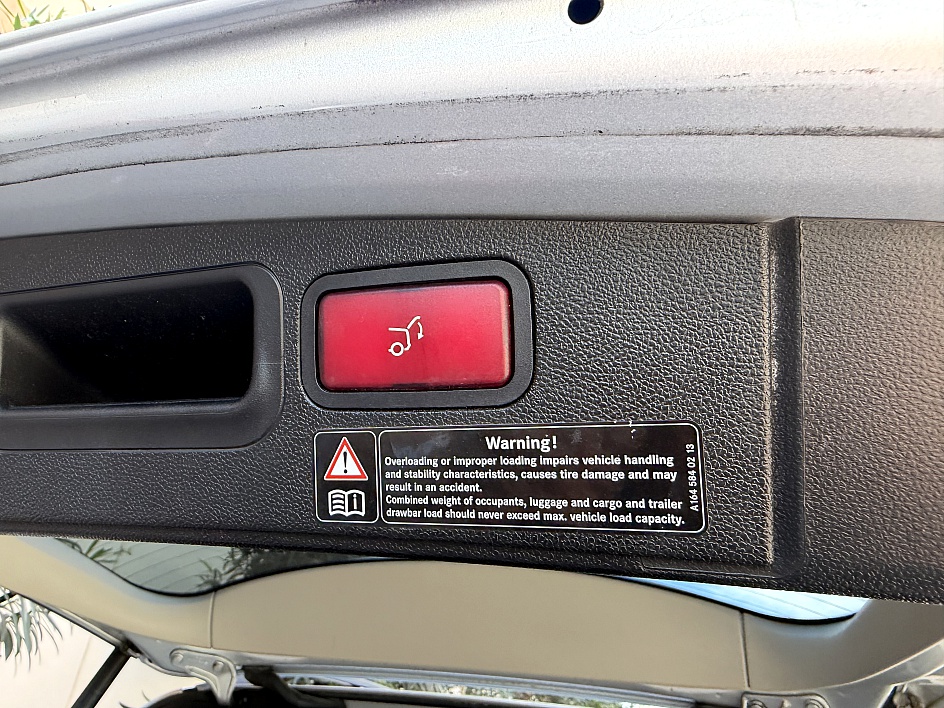 Warning!
Overloading or improper loading impairs vehicle handling
and stability characteristics, causes tire damage and may
result in an accident.
Combined weight of occupants, luggage and cargo and trailer
drawbar load should never exceed max. vehicle load capacity.
A164 584 02 13